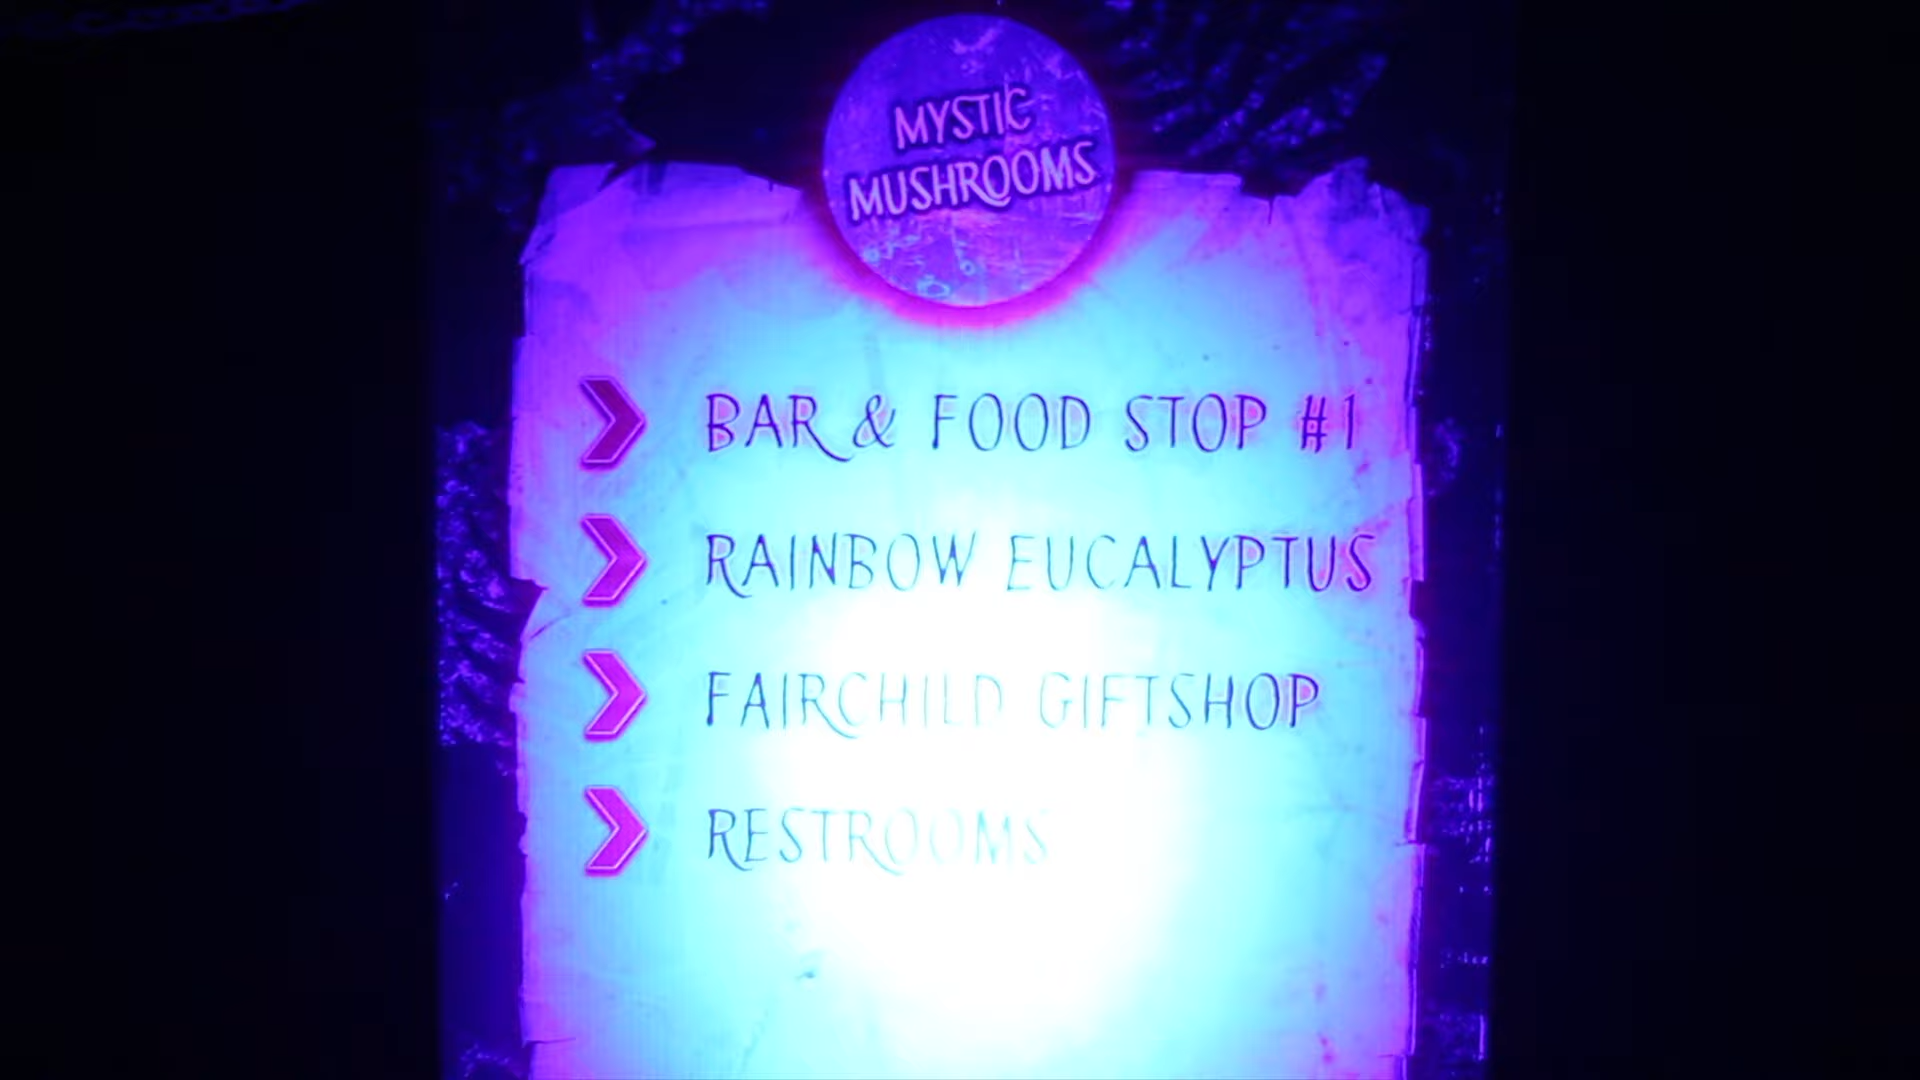 MYSTIC
MUSHROOMS
BAR & FOOD STOP #1
RAINBOW EUCALYPTUS
FAIRCHILD GIFTSHOP
RESTROOMS